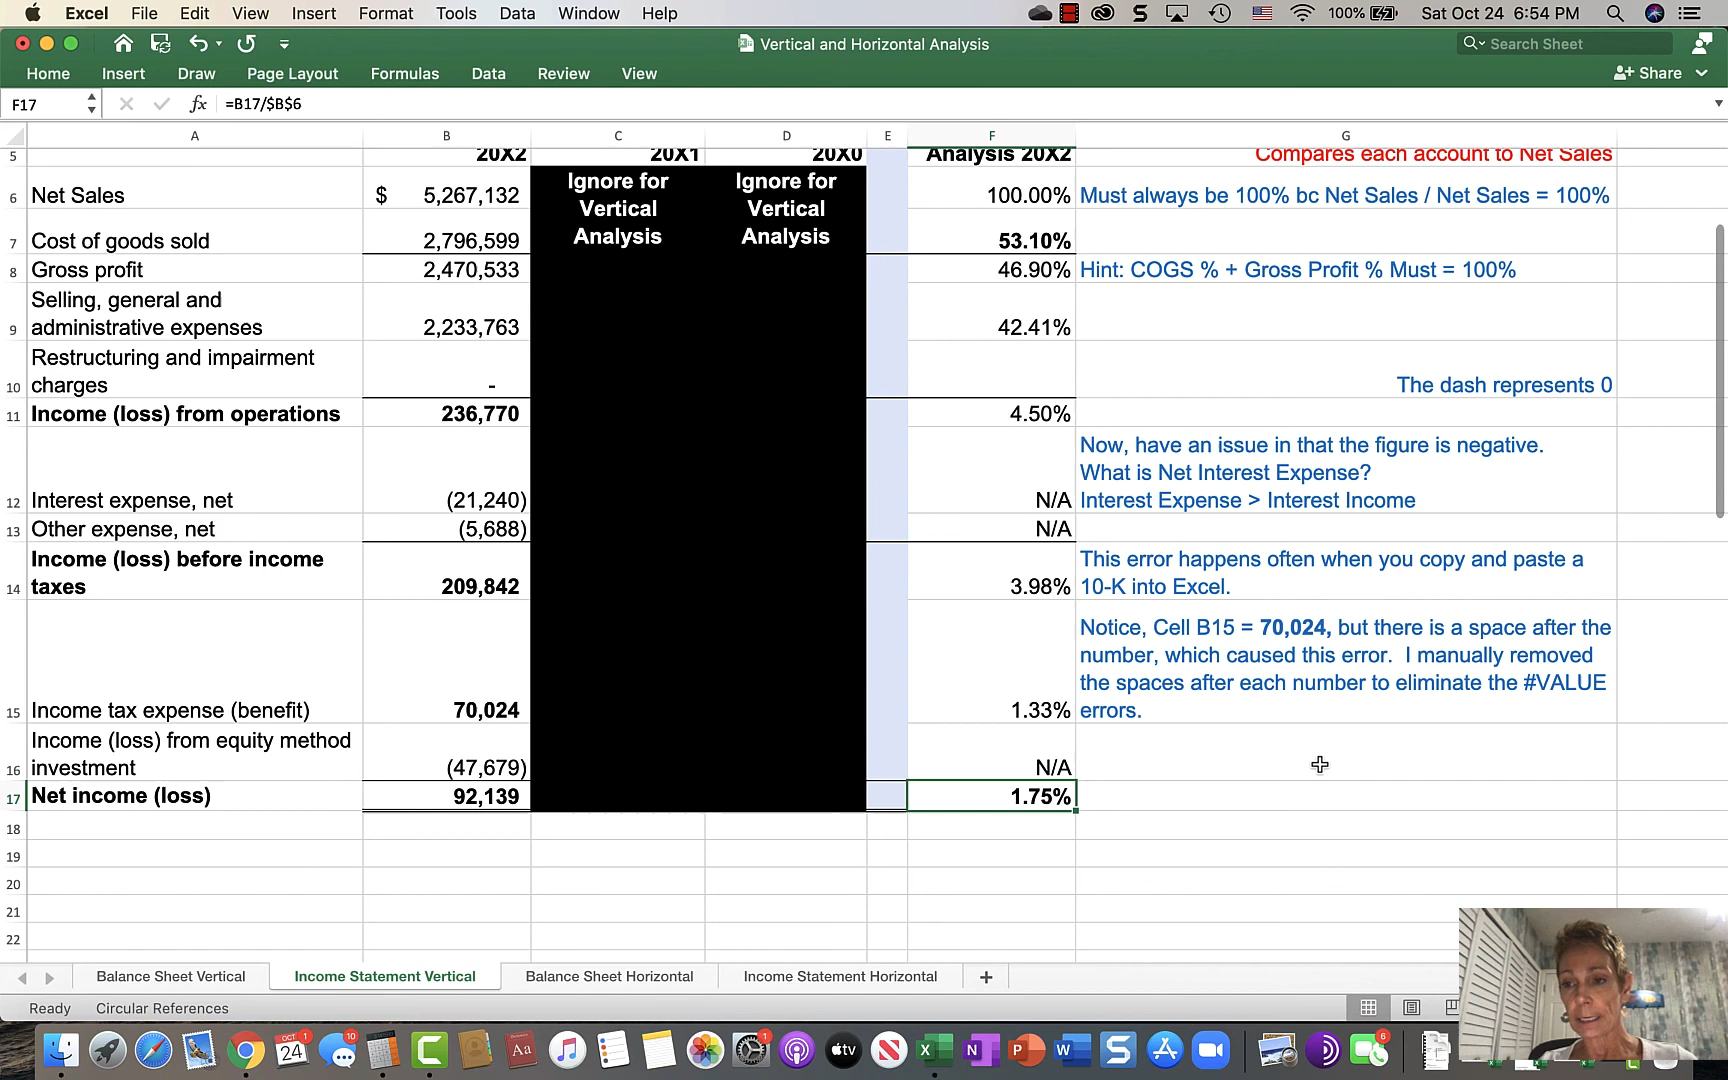 Excel File Edit View Insert Format Tools Data Window Help
100% Sat Oct 24 6:54 PM
Vertical and Horizontal Analysis
Search Sheet
Home Insert Draw Page Layout Formulas Data Review View Share
F17 fx =B17/$B$6
A B C D E F G
5 20X2 20X1 20X0 Analysis 20X2 Compares each account to Net Sales
Ignore for Vertical Analysis
Ignore for Vertical Analysis
6 Net Sales $ 5,267,132 100.00% Must always be 100% bc Net Sales / Net Sales = 100%
7 Cost of goods sold 2,796,599 53.10%
8 Gross profit 2,470,533 46.90% Hint: COGS % + Gross Profit % Must = 100%
Selling, general and
9 administrative expenses 2,233,763 42.41%
Restructuring and impairment
10 charges - The dash represents 0
11 Income (loss) from operations 236,770 4.50%
Now, have an issue in that the figure is negative.
What is Net Interest Expense?
12 Interest expense, net (21,240) N/A Interest Expense > Interest Income
13 Other expense, net (5,688) N/A
Income (loss) before income This error happens often when you copy and paste a
14 taxes 209,842 3.98% 10-K into Excel.
Notice, Cell B15 = 70,024, but there is a space after the
number, which caused this error. I manually removed
the spaces after each number to eliminate the #VALUE
15 Income tax expense (benefit) 70,024 1.33% errors.
Income (loss) from equity method
16 investment (47,679) N/A
17 Net income (loss) 92,139 1.75%
18
19
20
21
22
Balance Sheet Vertical Income Statement Vertical Balance Sheet Horizontal Income Statement Horizontal +
Ready Circular References
OCT 24 1 10 Aa 1 tv X N P W S 6